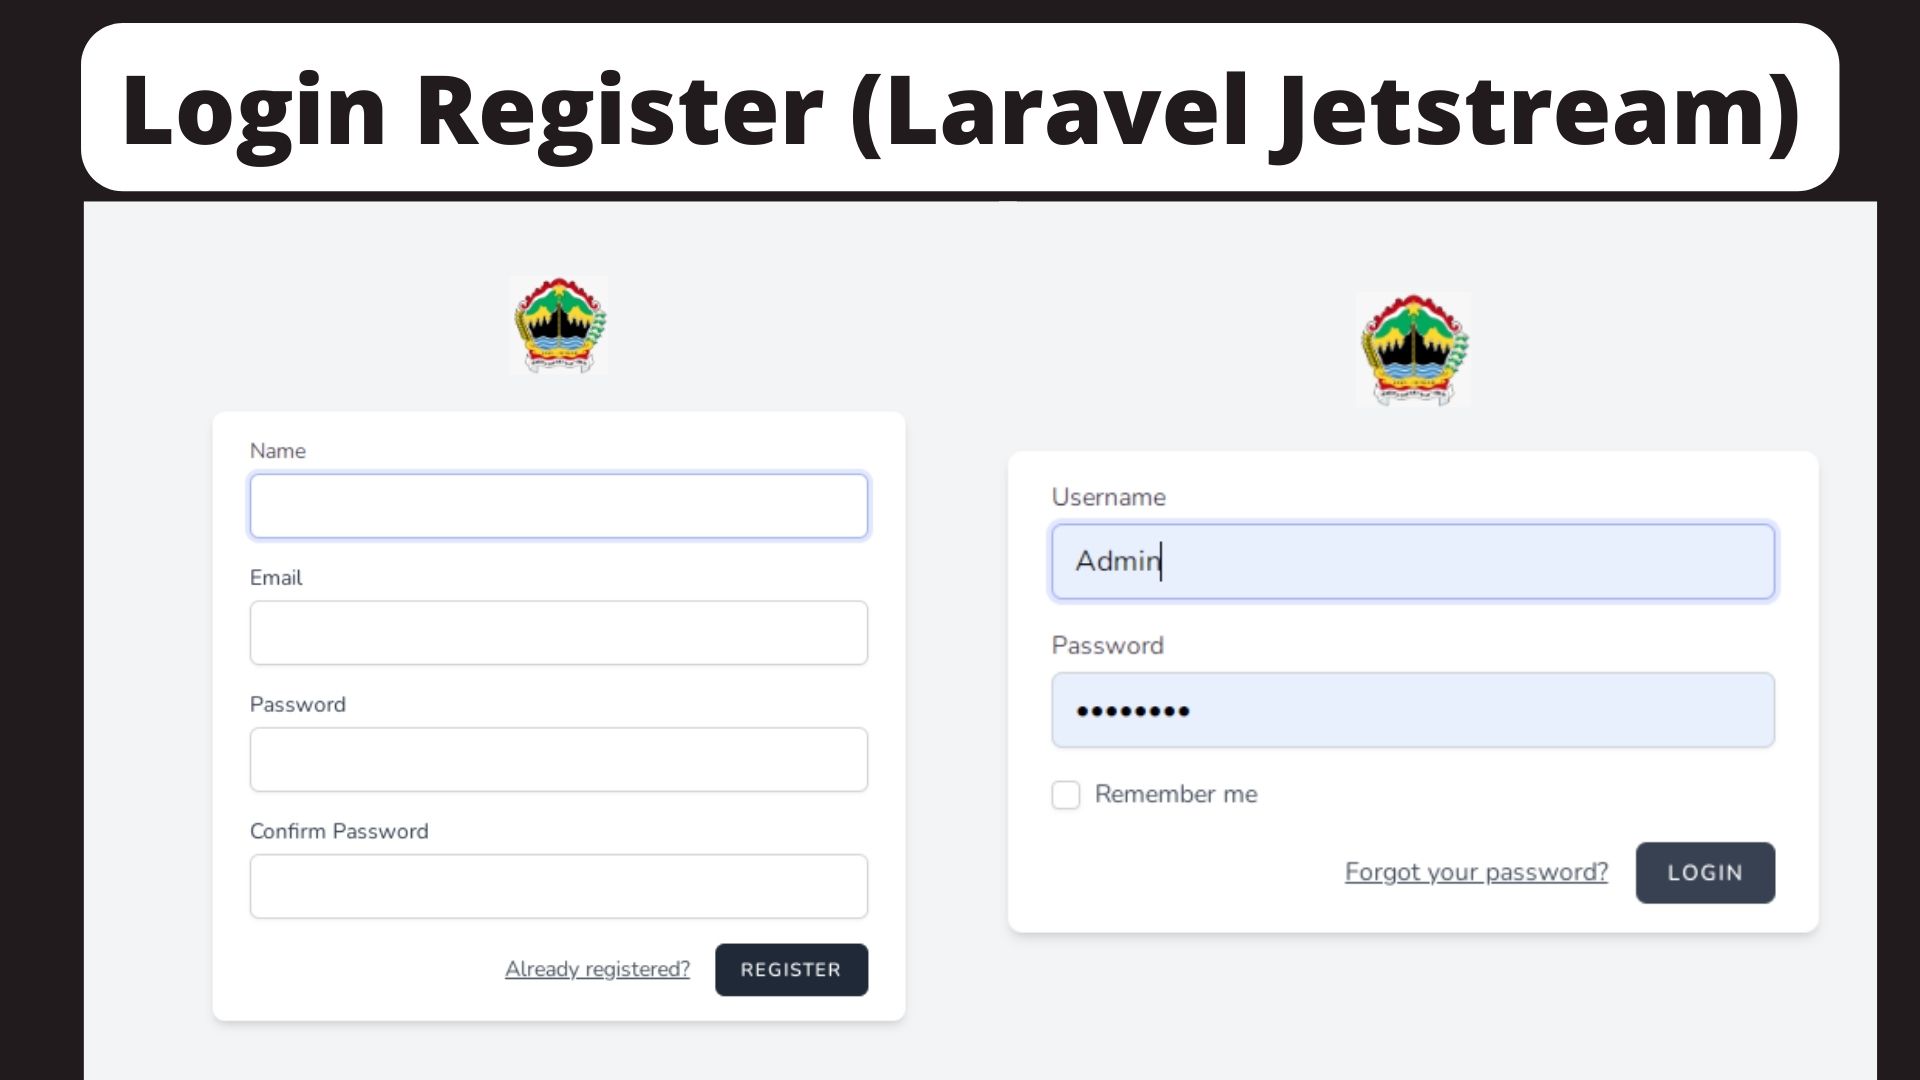 Login Register (Laravel Jetstream)
Name
Email
Password
Confirm Password
Already registered?
REGISTER
Username
Admin
Password
••••••••
Remember me
Forgot your password?
LOGIN